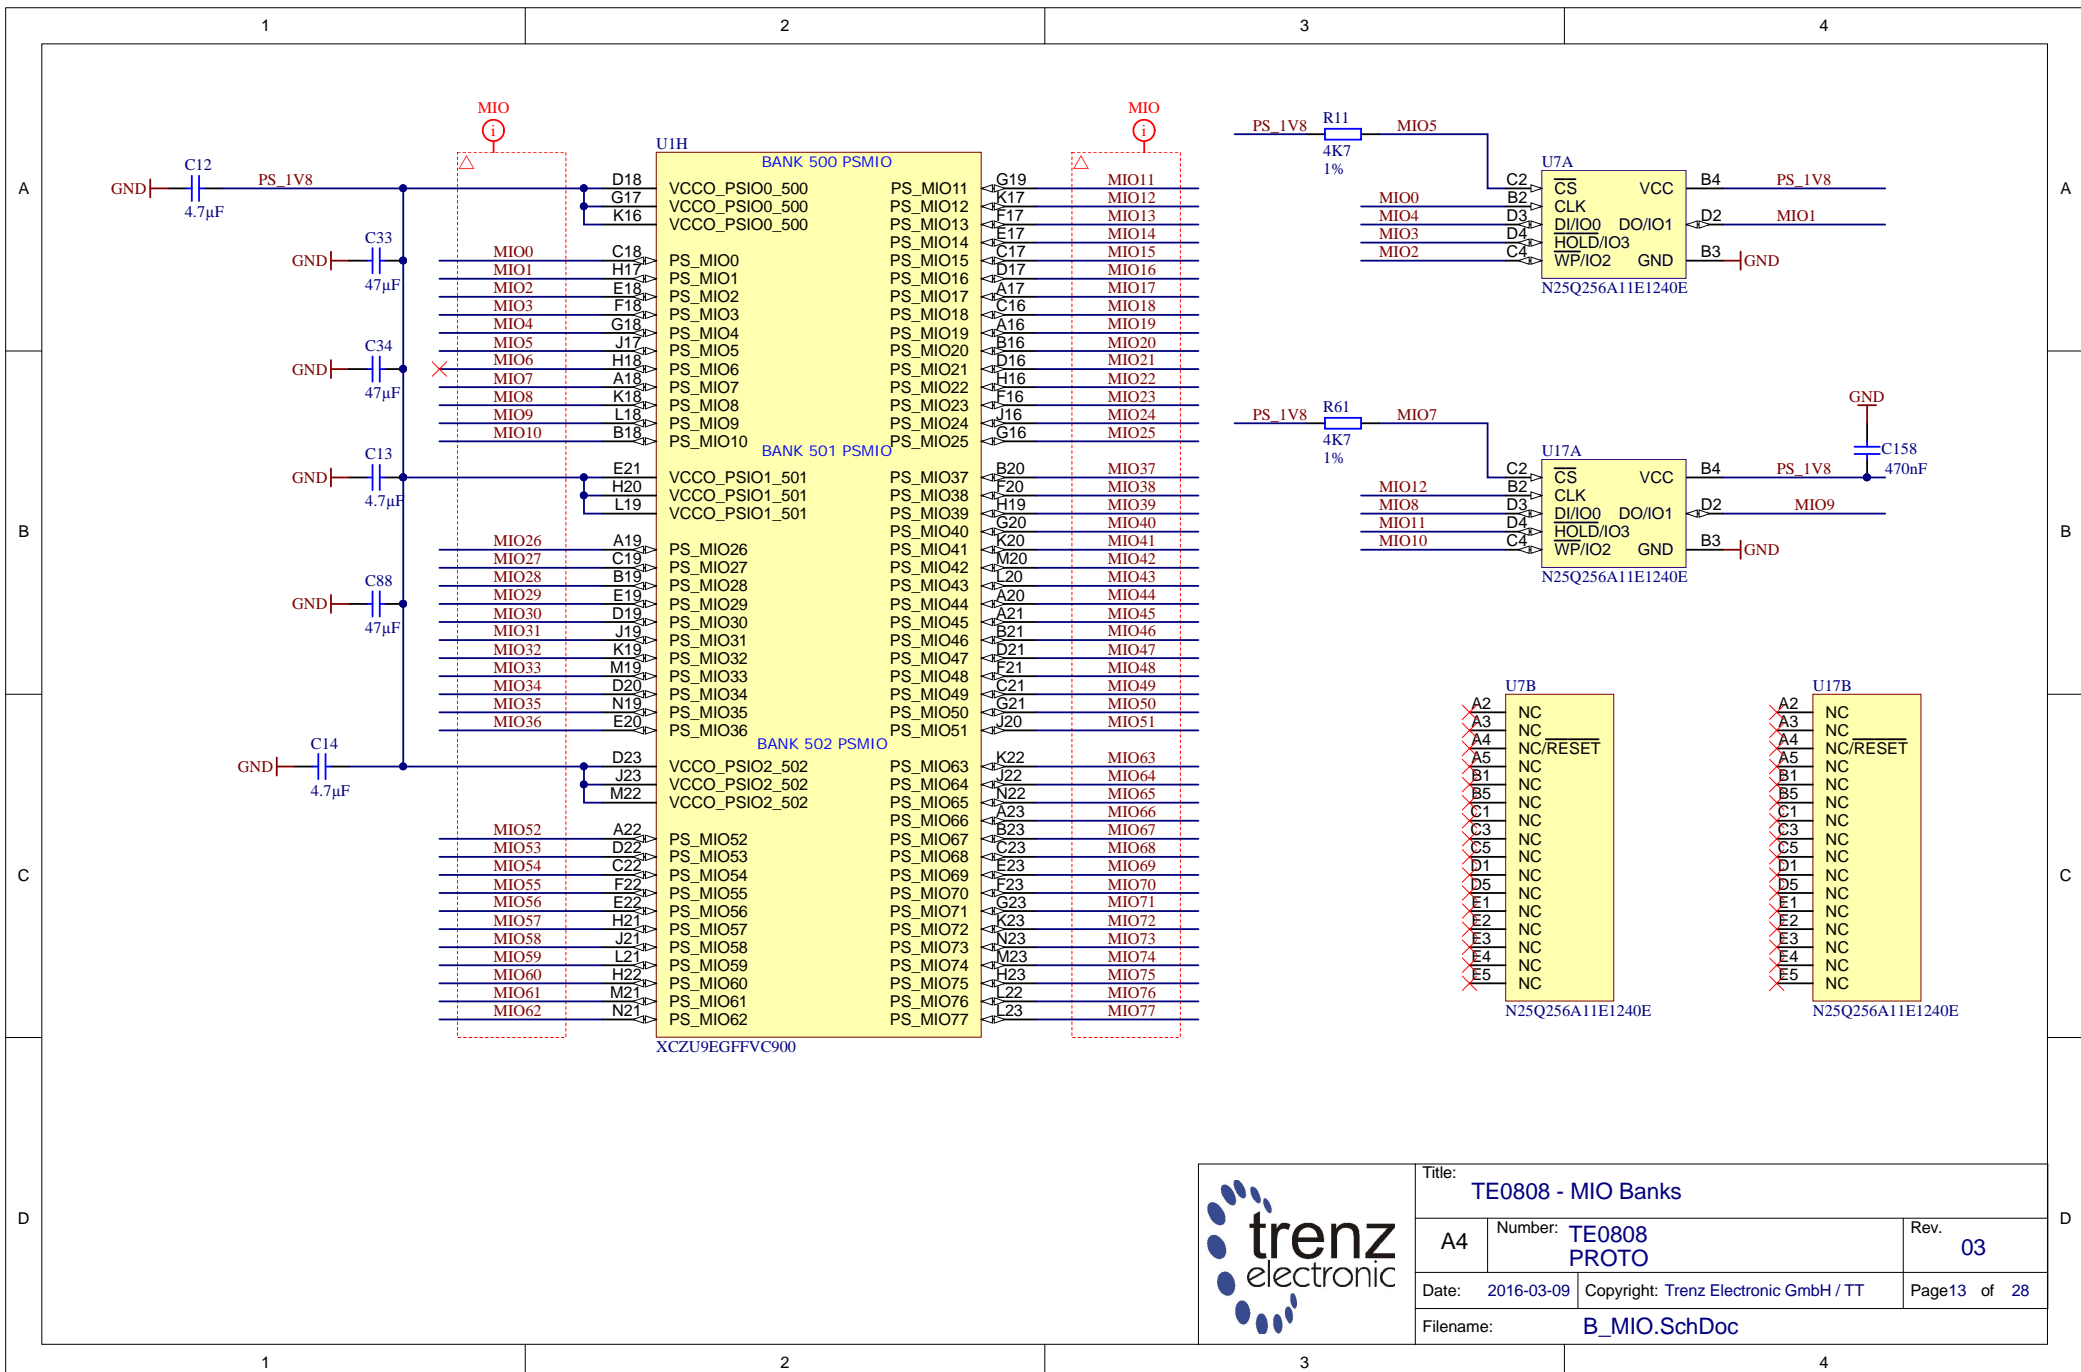 1 2 3 4
A A
B B
C C
D D
1 2 3 4
MIO
i
MIO
i
C12
GND
4.7µF
PS_1V8
C33
GND
47µF
C34
GND
47µF
C13
GND
4.7µF
C88
GND
47µF
C14
GND
4.7µF
U1H
BANK 500 PSMIO
D18 VCCO_PSIO0_500
G17 VCCO_PSIO0_500
K16 VCCO_PSIO0_500
MIO0 C18 PS_MIO0
MIO1 H17 PS_MIO1
MIO2 E18 PS_MIO2
MIO3 F18 PS_MIO3
MIO4 G18 PS_MIO4
MIO5 J17 PS_MIO5
MIO6 H18 PS_MIO6
MIO7 A18 PS_MIO7
MIO8 K18 PS_MIO8
MIO9 L18 PS_MIO9
MIO10 B18 PS_MIO10
PS_MIO11 G19 MIO11
PS_MIO12 K17 MIO12
PS_MIO13 F17 MIO13
PS_MIO14 E17 MIO14
PS_MIO15 C17 MIO15
PS_MIO16 D17 MIO16
PS_MIO17 A17 MIO17
PS_MIO18 C16 MIO18
PS_MIO19 A16 MIO19
PS_MIO20 B16 MIO20
PS_MIO21 D16 MIO21
PS_MIO22 H16 MIO22
PS_MIO23 F16 MIO23
PS_MIO24 J16 MIO24
PS_MIO25 G16 MIO25
BANK 501 PSMIO
E21 VCCO_PSIO1_501
H20 VCCO_PSIO1_501
L19 VCCO_PSIO1_501
MIO26 A19 PS_MIO26
MIO27 C19 PS_MIO27
MIO28 B19 PS_MIO28
MIO29 E19 PS_MIO29
MIO30 D19 PS_MIO30
MIO31 J19 PS_MIO31
MIO32 K19 PS_MIO32
MIO33 M19 PS_MIO33
MIO34 D20 PS_MIO34
MIO35 N19 PS_MIO35
MIO36 E20 PS_MIO36
PS_MIO37 B20 MIO37
PS_MIO38 F20 MIO38
PS_MIO39 H19 MIO39
PS_MIO40 G20 MIO40
PS_MIO41 K20 MIO41
PS_MIO42 M20 MIO42
PS_MIO43 L20 MIO43
PS_MIO44 A20 MIO44
PS_MIO45 A21 MIO45
PS_MIO46 B21 MIO46
PS_MIO47 D21 MIO47
PS_MIO48 F21 MIO48
PS_MIO49 C21 MIO49
PS_MIO50 G21 MIO50
PS_MIO51 J20 MIO51
BANK 502 PSMIO
D23 VCCO_PSIO2_502
J23 VCCO_PSIO2_502
M22 VCCO_PSIO2_502
MIO52 A22 PS_MIO52
MIO53 D22 PS_MIO53
MIO54 C22 PS_MIO54
MIO55 F22 PS_MIO55
MIO56 E22 PS_MIO56
MIO57 H21 PS_MIO57
MIO58 J21 PS_MIO58
MIO59 L21 PS_MIO59
MIO60 H22 PS_MIO60
MIO61 M21 PS_MIO61
MIO62 N21 PS_MIO62
PS_MIO63 K22 MIO63
PS_MIO64 J22 MIO64
PS_MIO65 N22 MIO65
PS_MIO66 A23 MIO66
PS_MIO67 B23 MIO67
PS_MIO68 C23 MIO68
PS_MIO69 E23 MIO69
PS_MIO70 F23 MIO70
PS_MIO71 G23 MIO71
PS_MIO72 K23 MIO72
PS_MIO73 N23 MIO73
PS_MIO74 M23 MIO74
PS_MIO75 H23 MIO75
PS_MIO76 L22 MIO76
PS_MIO77 L23 MIO77
XCZU9EGFFVC900
PS_1V8 R11 MIO5
4K7
1%
U7A
C2 CS VCC B4 PS_1V8
MIO0 B2 CLK
MIO4 D3 DI/IO0 DO/IO1 D2 MIO1
MIO3 D4 HOLD/IO3
MIO2 C4 WP/IO2 GND B3 GND
N25Q256A11E1240E
PS_1V8 R61 MIO7
4K7
1%
GND
C158
470nF
U17A
C2 CS VCC B4 PS_1V8
MIO12 B2 CLK
MIO8 D3 DI/IO0 DO/IO1 D2 MIO9
MIO11 D4 HOLD/IO3
MIO10 C4 WP/IO2 GND B3 GND
N25Q256A11E1240E
U7B
A2 NC
A3 NC
A4 NC/RESET
A5 NC
B1 NC
B5 NC
C1 NC
C3 NC
C5 NC
D1 NC
D5 NC
E1 NC
E2 NC
E3 NC
E4 NC
E5 NC
N25Q256A11E1240E
U17B
A2 NC
A3 NC
A4 NC/RESET
A5 NC
B1 NC
B5 NC
C1 NC
C3 NC
C5 NC
D1 NC
D5 NC
E1 NC
E2 NC
E3 NC
E4 NC
E5 NC
N25Q256A11E1240E
trenz
electronic
Title:
TE0808 - MIO Banks
A4
Number: TE0808
PROTO
Rev.
03
Date: 2016-03-09
Copyright: Trenz Electronic GmbH / TT
Page13 of 28
Filename: B_MIO.SchDoc